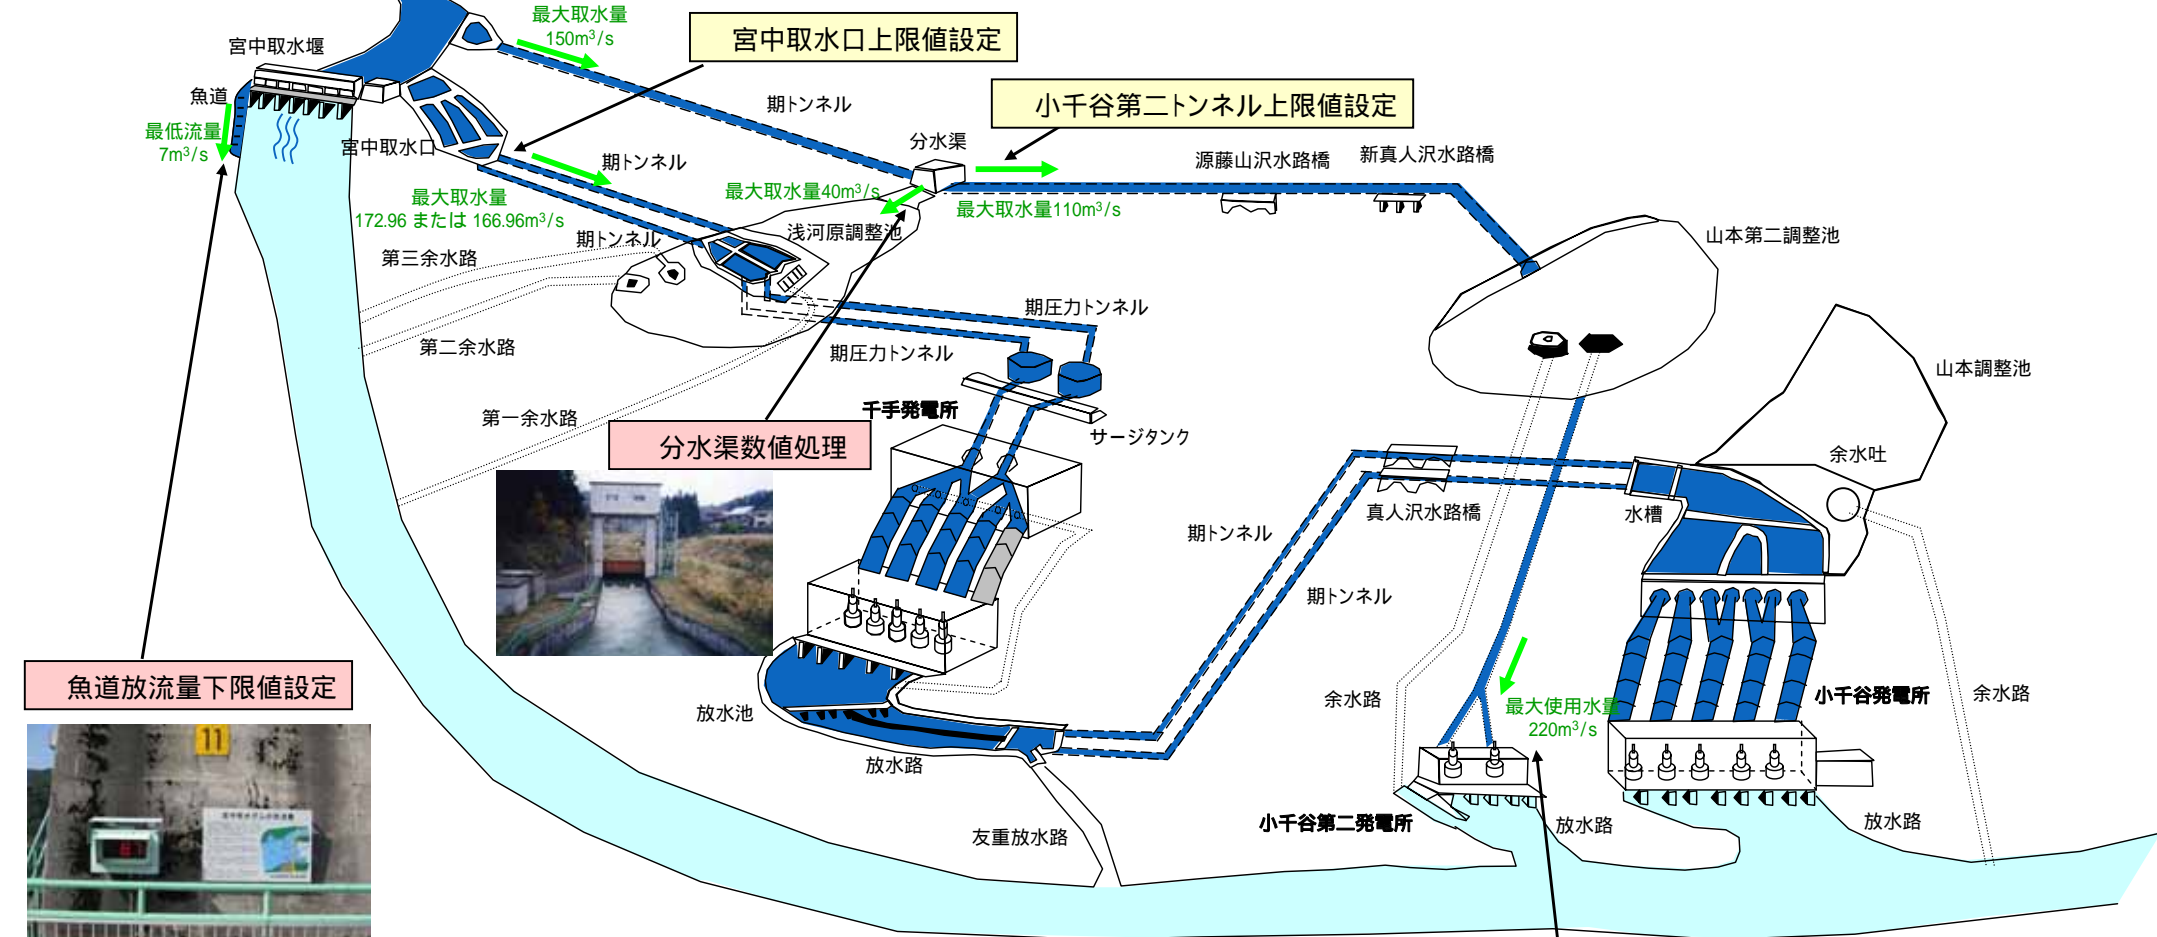 最大取水量
150m³/s
宮中取水口上限値設定
宮中取水堰
魚道
最低流量
7m³/s
宮中取水口
期トンネル
小千谷第二トンネル上限値設定
分水渠
期トンネル
源藤山沢水路橋
新真人沢水路橋
最大取水量
172.96 または 166.96m³/s
最大取水量40m³/s
最大取水量110m³/s
浅河原調整池
期トンネル
第三余水路
山本第二調整池
期圧力トンネル
第二余水路
期圧力トンネル
山本調整池
第一余水路
千手発電所
サージタンク
分水渠数値処理
余水吐
真人沢水路橋
水槽
期トンネル
期トンネル
魚道放流量下限値設定
放水池
余水路
最大使用水量
220m³/s
小千谷発電所
余水路
11
放水路
小千谷第二発電所
放水路
放水路
友重放水路